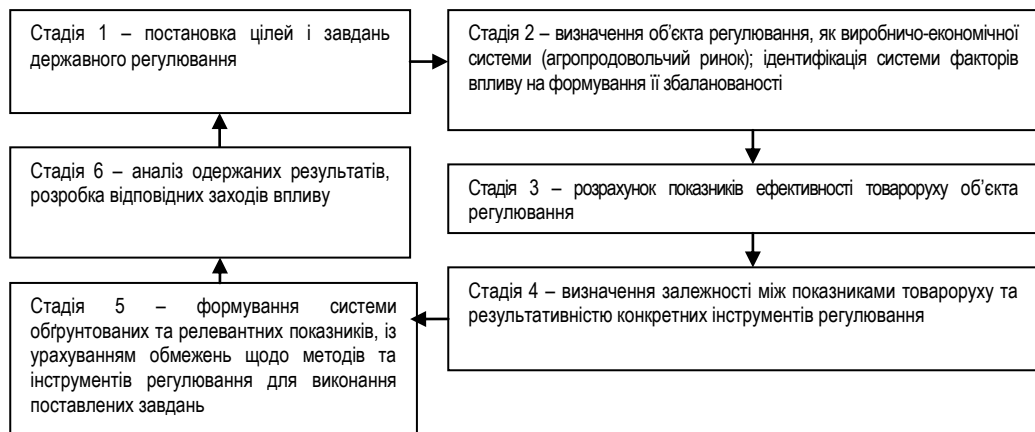 Стадія 1 – постановка цілей і завдань
державного регулювання
Стадія 2 – визначення об’єкта регулювання, як виробничо-економічної
системи (агропродовольчий ринок); ідентифікація системи факторів
впливу на формування її збалансованості
Стадія 3 – розрахунок показників ефективності товароруху об’єкта
регулювання
Стадія 4 – визначення залежності між показниками товароруху та
результативністю конкретних інструментів регулювання
Стадія 5 – формування системи
обґрунтованих та релевантних показників, із
урахуванням обмежень щодо методів та
інструментів регулювання для виконання
поставлених завдань
Стадія 6 – аналіз одержаних результатів,
розробка відповідних заходів впливу